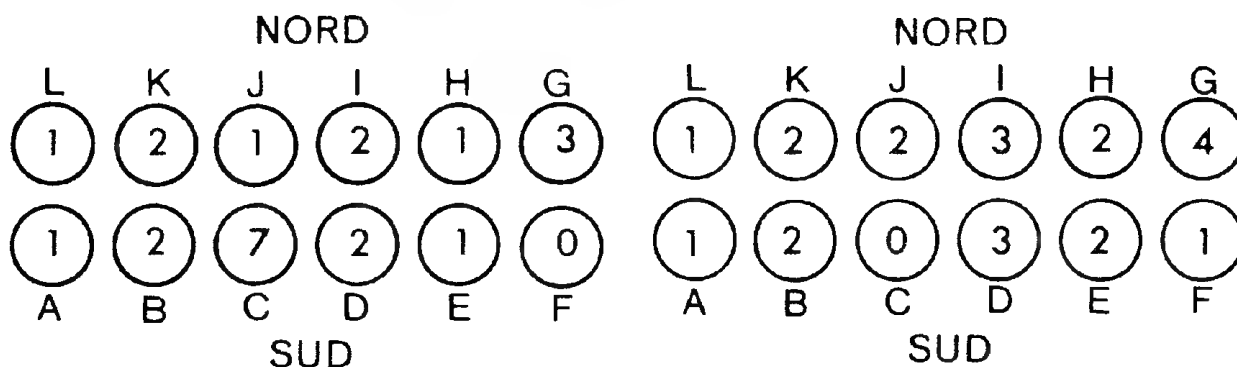 NORD
L K J I H G
1 2 1 2 1 3
1 2 7 2 1 0
A B C D E F
SUD
NORD
L K J I H G
1 2 2 3 2 4
1 2 0 3 2 1
A B C D E F
SUD